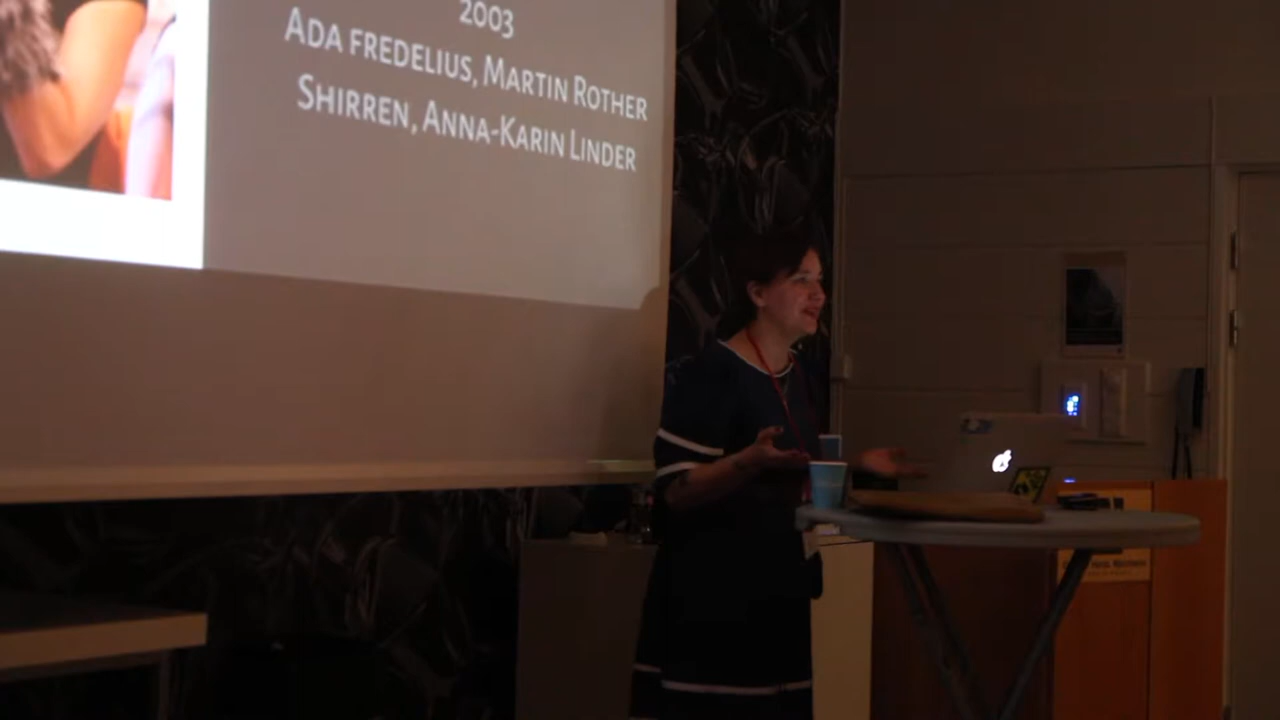 2003
ADA FREDELIUS, MARTIN ROTHER
SHIRREN, ANNA-KARIN LINDER